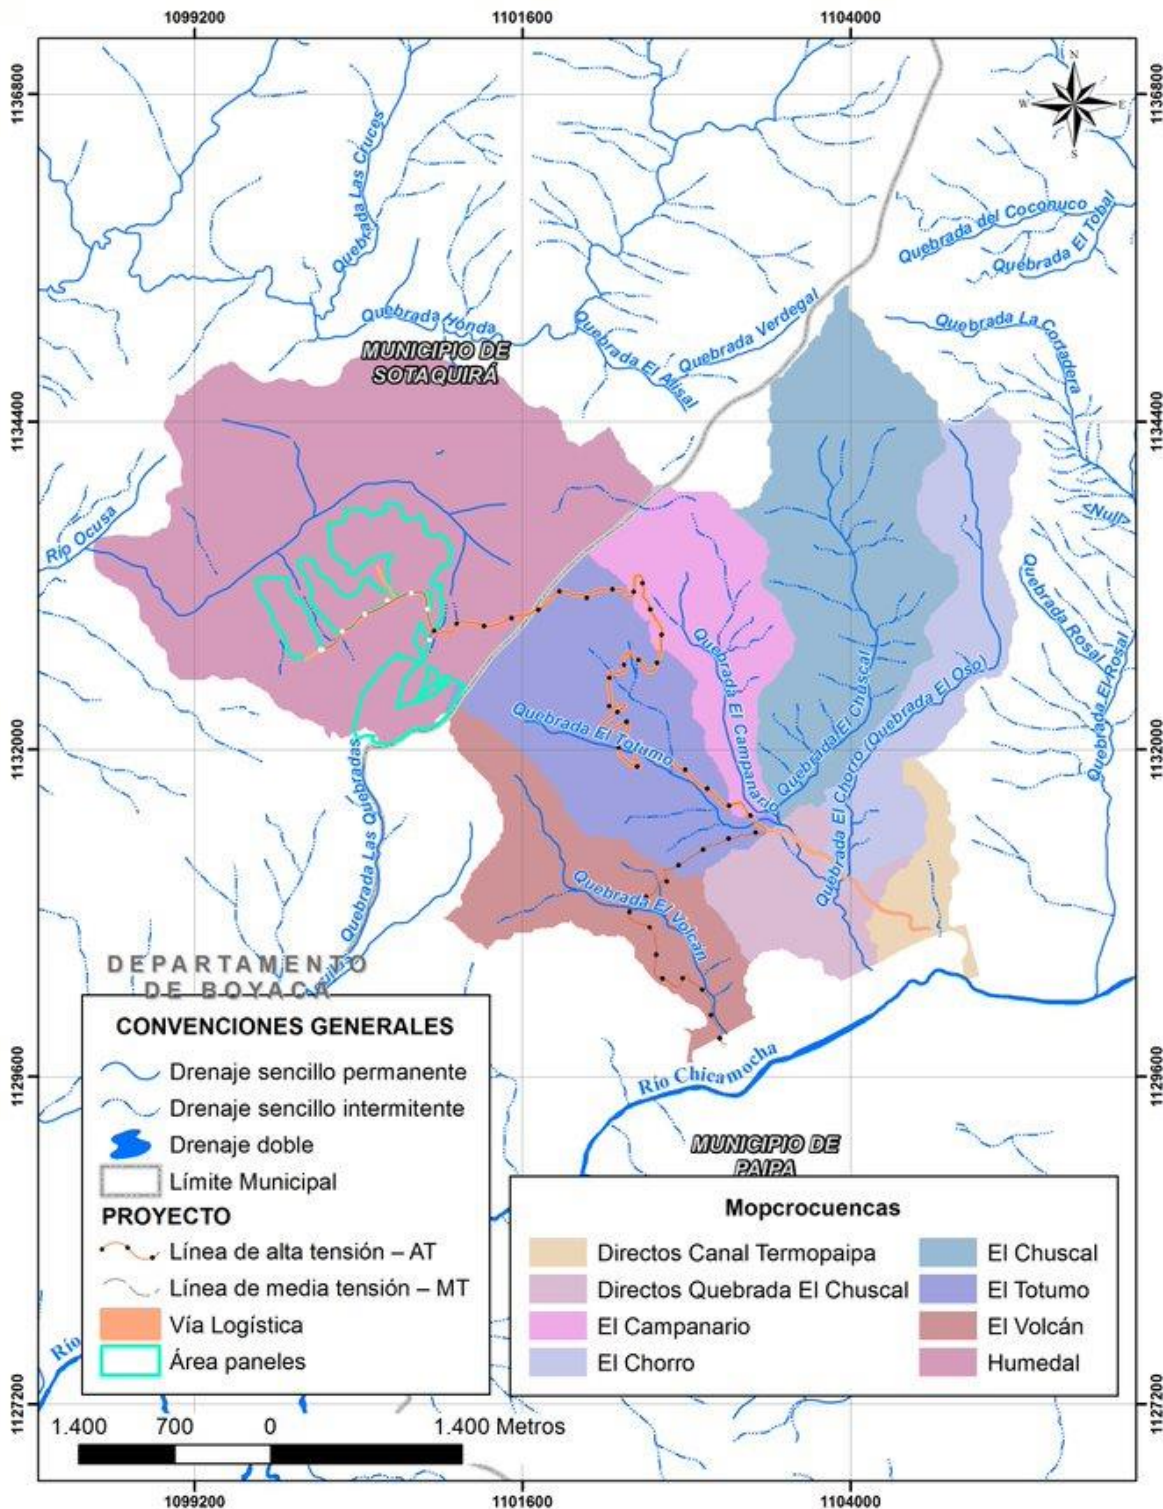 1099200
1101600
1104000
1136800
1136800
N
W
E
S
Quebrada Las Cruces
Quebrada del Coconuco
Quebrada El Tobal
Quebrada Honda
Quebrada El Alisal
Quebrada Verdegal
Quebrada La Cortadera
MUNICIPIO DE
SOTAQUIRÁ
1134400
1134400
Río Ocusa
<Null>
Quebrada Rosal
Quebrada El Rosal
Quebrada El Campanario
Quebrada El Chuscal
Quebrada El Chorro (Quebrada El Oso)
Quebrada El Totumo
1132000
1132000
Quebrada Las Quebradas
Quebrada El Volcán
DEPARTAMENTO
DE BOYACA
Río Chicamocha
1129600
1129600
MUNICIPIO DE
PAIPA
CONVENCIONES GENERALES
Drenaje sencillo permanente
Drenaje sencillo intermitente
Drenaje doble
Límite Municipal
PROYECTO
Línea de alta tensión – AT
Línea de media tensión – MT
Vía Logística
Área paneles
Río
Mopcrocuencas
Directos Canal Termopaipa
Directos Quebrada El Chuscal
El Campanario
El Chorro
El Chuscal
El Totumo
El Volcán
Humedal
1127200
1127200
1.400 700 0 1.400 Metros
1099200
1101600
1104000